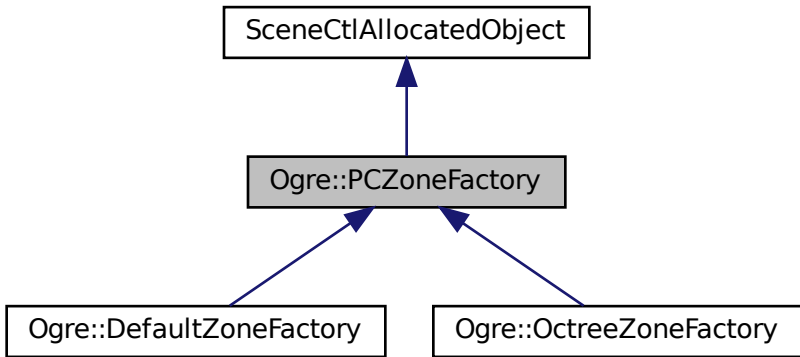 SceneCtlAllocatedObject
Ogre::PCZoneFactory
Ogre::DefaultZoneFactory
Ogre::OctreeZoneFactory